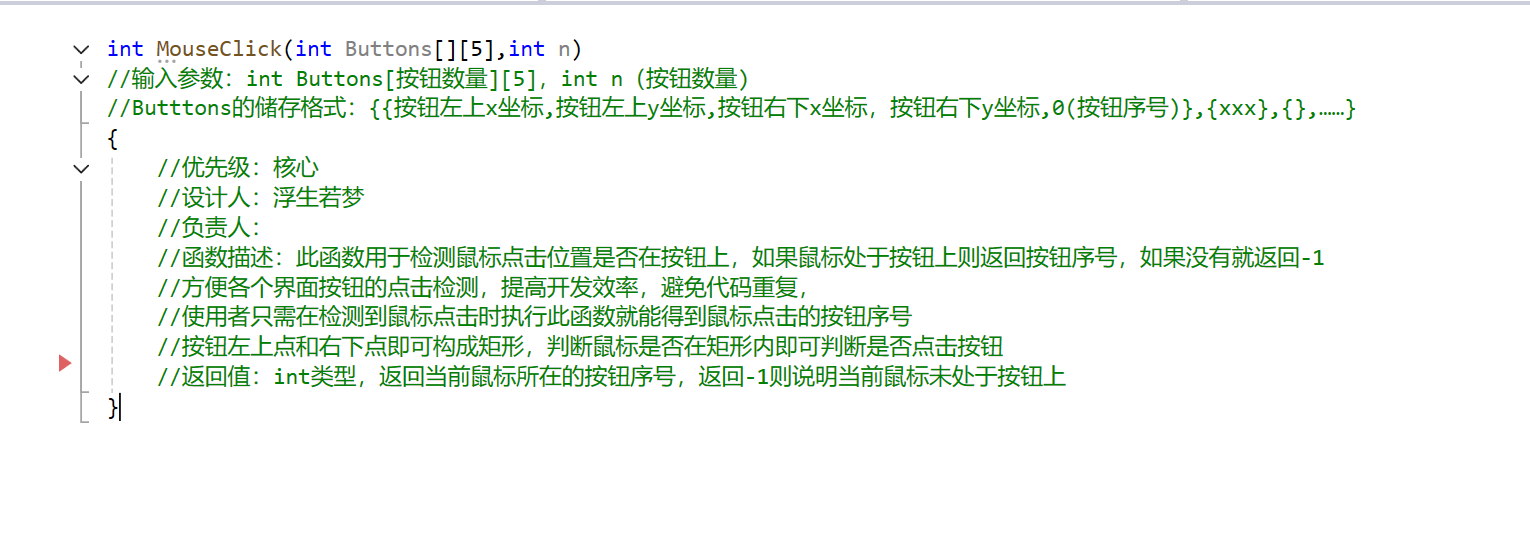 int MouseClick(int Buttons[][5],int n)
//输入参数：int Buttons[按钮数量][5]，int n（按钮数量）
//Butttons的储存格式：{{按钮左上x坐标,按钮左上y坐标,按钮右下x坐标，按钮右下y坐标,0(按钮序号)},{xxx},{},……}
{
//优先级：核心
//设计人：浮生若梦
//负责人：
//函数描述：此函数用于检测鼠标点击位置是否在按钮上，如果鼠标处于按钮上则返回按钮序号，如果没有就返回-1
//方便各个界面按钮的点击检测，提高开发效率，避免代码重复，
//使用者只需在检测到鼠标点击时执行此函数就能得到鼠标点击的按钮序号
//按钮左上点和右下点即可构成矩形，判断鼠标是否在矩形内即可判断是否点击按钮
//返回值：int类型，返回当前鼠标所在的按钮序号，返回-1则说明当前鼠标未处于按钮上
}